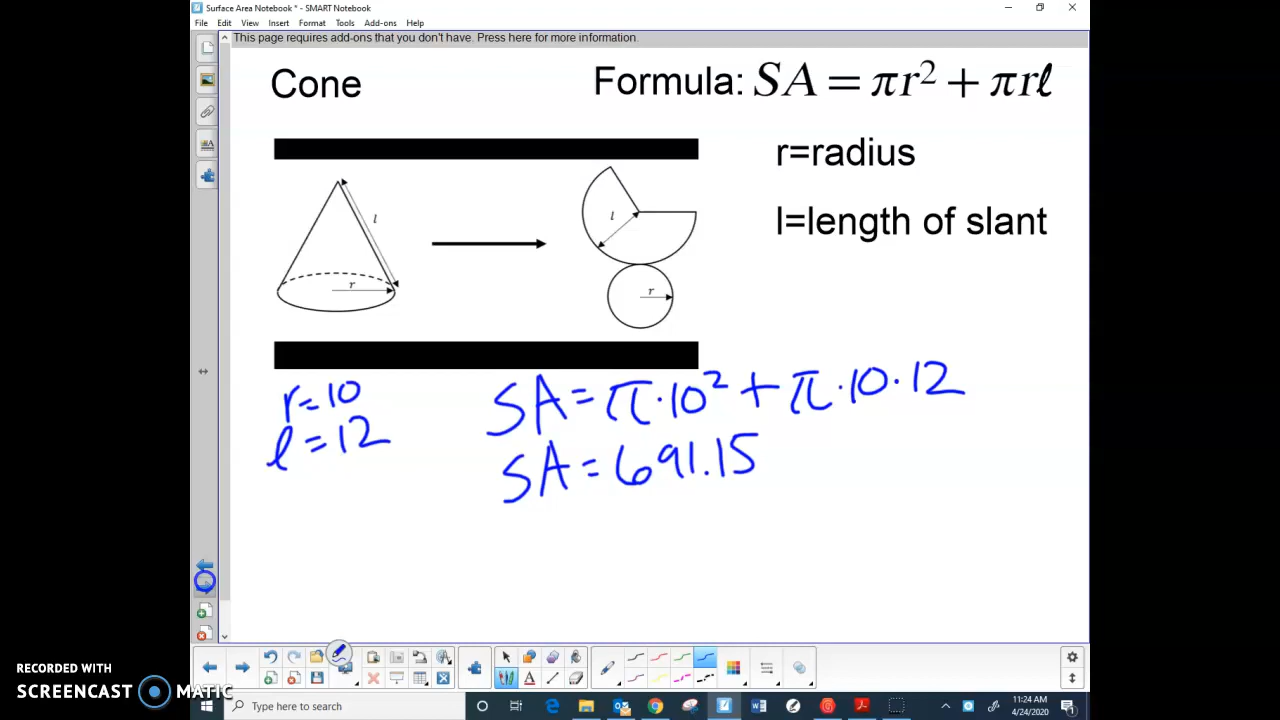 Surface Area Notebook * - SMART Notebook
File Edit View Insert Format Tools Add-ons Help
This page requires add-ons that you don't have. Press here for more information.
Cone
Formula: SA = πr² + πrℓ
r=radius
l=length of slant
l
r
l
r
r=10
l=12
SA=π·10²+π·10·12
SA=691.15
RECORDED WITH
SCREENCAST MATIC
Type here to search
11:24 AM
4/24/2020